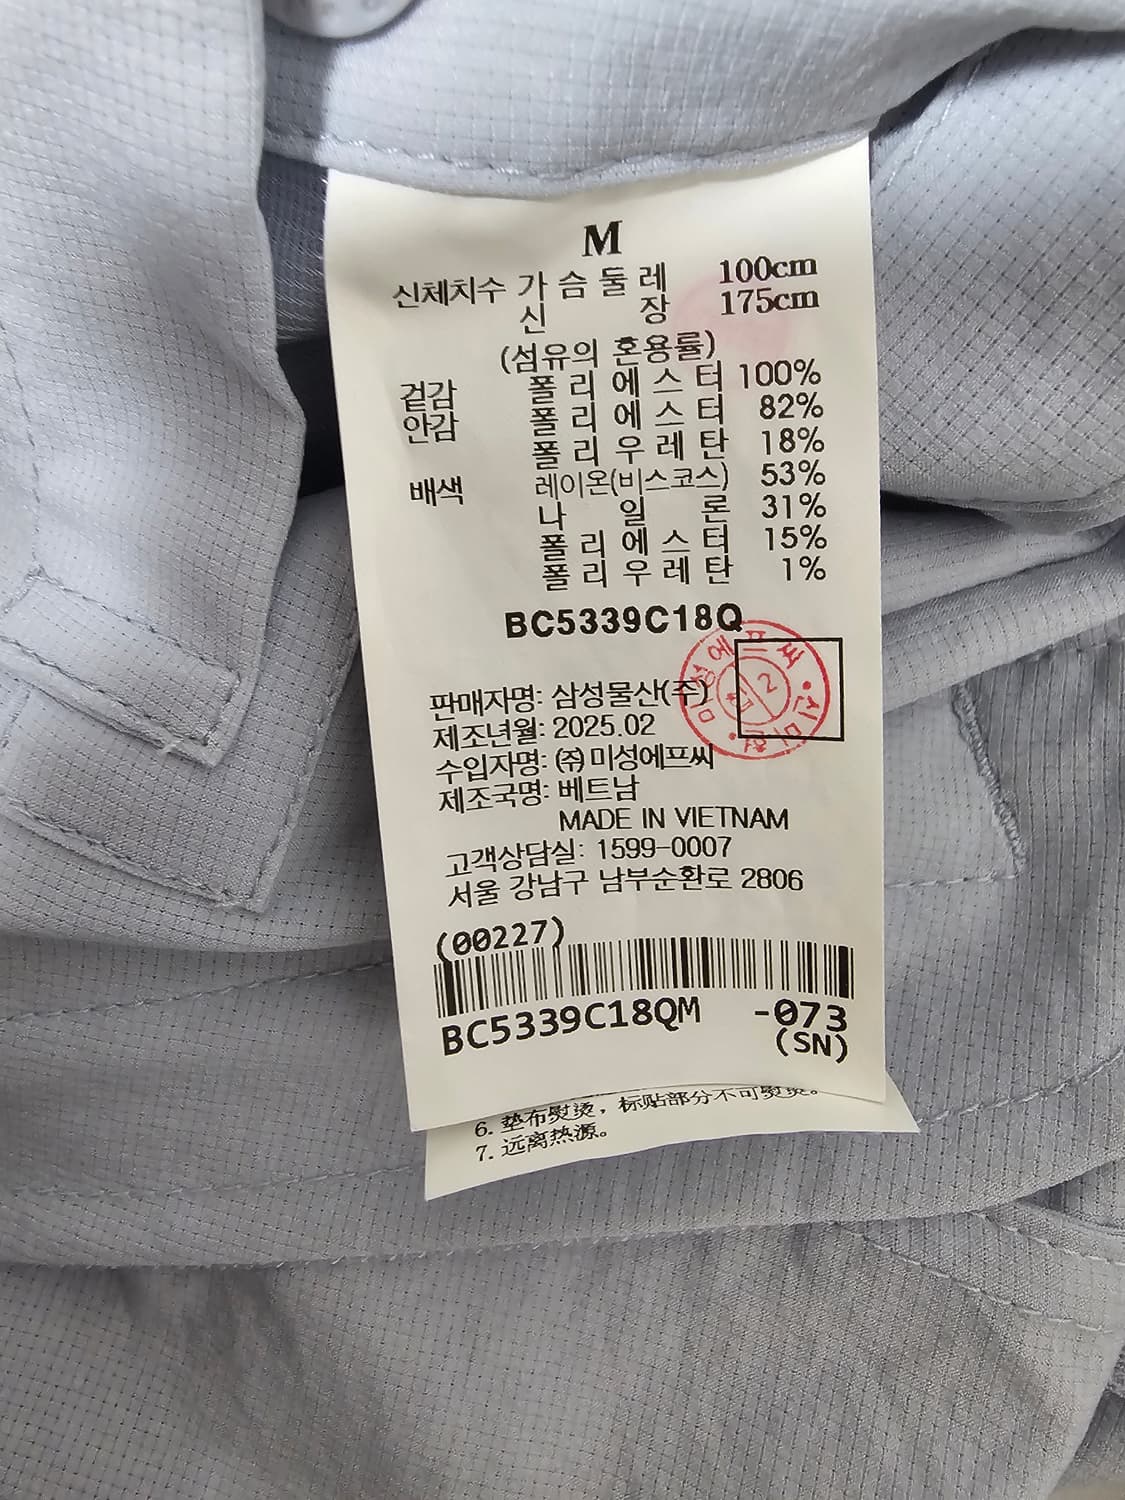 M
신체치수 가슴둘레 100cm
신장 175cm
(섬유의 혼용률)
겉감 폴리에스터 100%
안감 폴리에스터 82%
폴리우레탄 18%
배색 레이온(비스코스) 53%
나일론 31%
폴리에스터 15%
폴리우레탄 1%
BC5339C18Q
판매자명: 삼성물산(주)
제조년월: 2025.02
수입자명: ㈜미성에프씨
제조국명: 베트남
MADE IN VIETNAM
고객상담실: 1599-0007
서울 강남구 남부순환로 2806
(00227)
BC5339C18QM -073
(SN)
6. 垫布熨烫，标贴部分不可熨烫。
7. 远离热源。